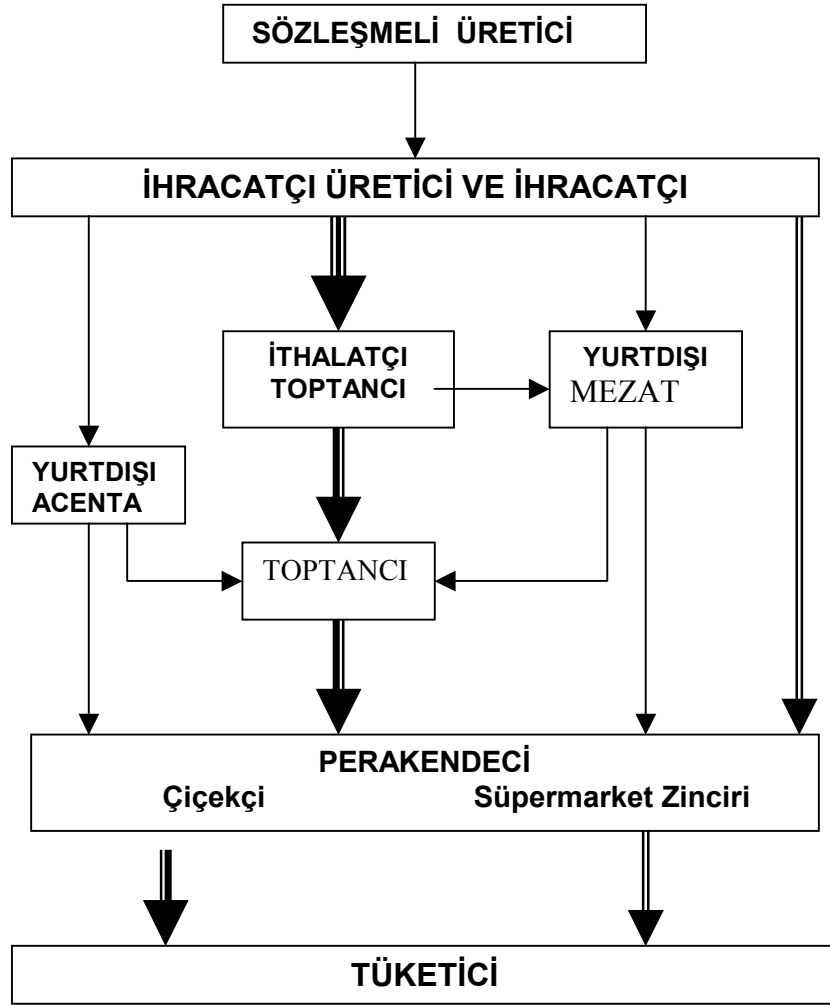 SÖZLEŞMELİ ÜRETİCİ
İHRACATÇI ÜRETİCİ VE İHRACATÇI
İTHALATÇI
TOPTANCI
YURTDIŞI
MEZAT
YURTDIŞI
ACENTA
TOPTANCI
PERAKENDECİ
Çiçekçi Süpermarket Zinciri
TÜKETİCİ